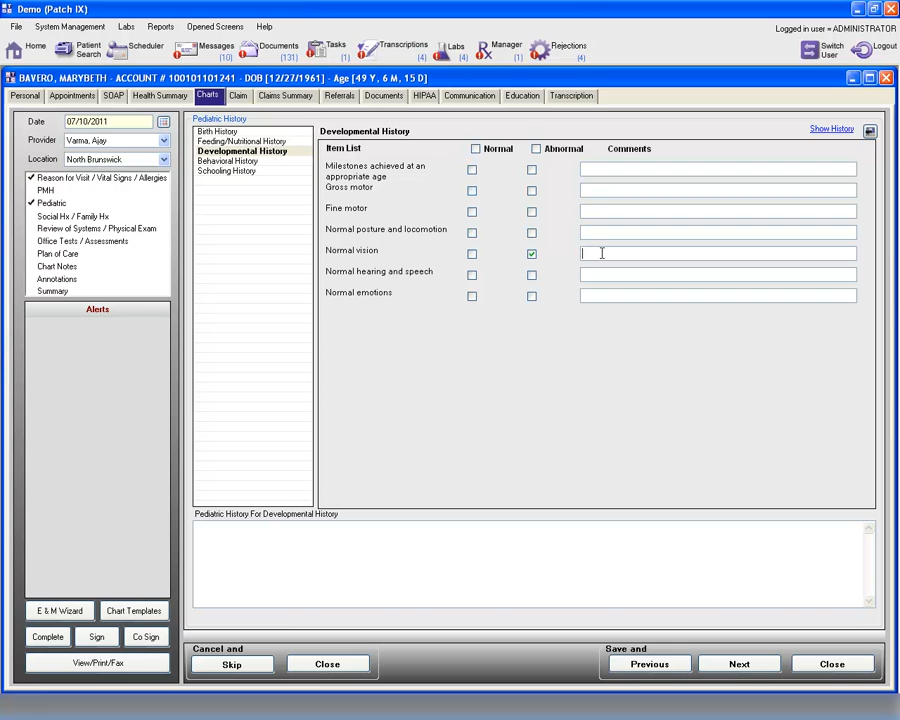 Demo (Patch IX)
File System Management Labs Reports Opened Screens Help
Logged in user = ADMINISTRATOR
Home Patient Search Scheduler Messages (10) Documents (131) Tasks (1) Transcriptions (4) Labs (4) Manager (1) Rejections (4) Switch User Logout
BAVERO, MARYBETH - ACCOUNT # 100101101241 - DOB [12/27/1961] - Age [49 Y, 6 M, 15 D]
Personal Appointments SOAP Health Summary Charts Claim Claims Summary Referrals Documents HIPAA Communication Education Transcription
Date 07/10/2011
Provider Varma, Ajay
Location North Brunswick
Reason for Visit / Vital Signs / Allergies
PMH
Pediatric
Social Hx / Family Hx
Review of Systems / Physical Exam
Office Tests / Assessments
Plan of Care
Chart Notes
Annotations
Summary
Alerts
E & M Wizard Chart Templates
Complete Sign Co Sign
View/Print/Fax
Pediatric History
Birth History
Feeding/Nutritional History
Developmental History
Behavioral History
Schooling History
Developmental History Show History
Item List Normal Abnormal Comments
Milestones achieved at an
appropriate age
Gross motor
Fine motor
Normal posture and locomotion
Normal vision
Normal hearing and speech
Normal emotions
Pediatric History For Developmental History
Cancel and
Skip Close
Save and
Previous Next Close